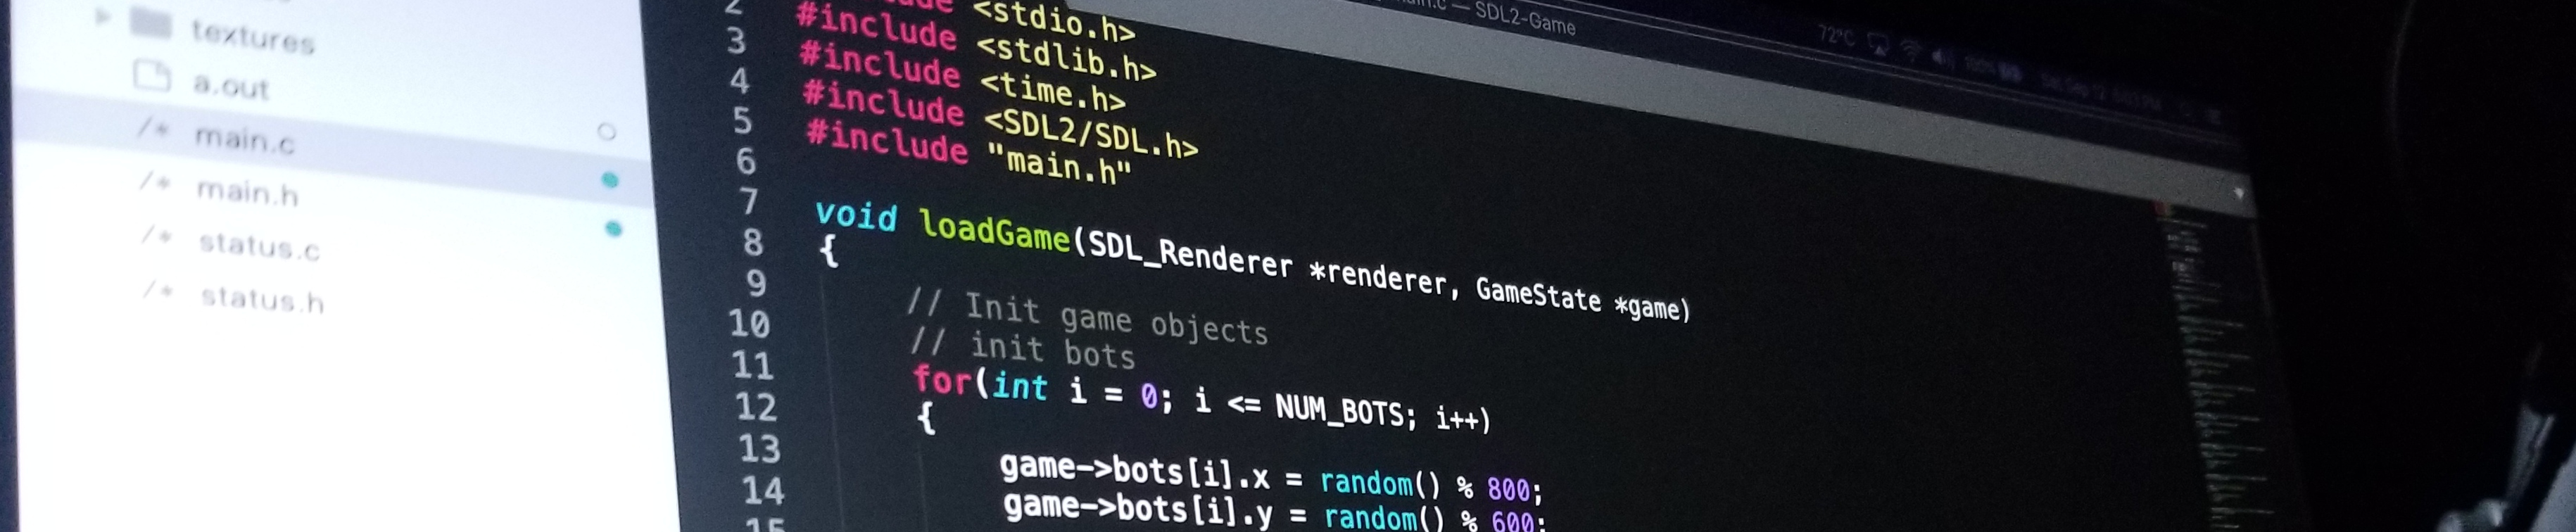 textures
a.out
/* main.c
/* main.h
/* status.c
/* status.h
— SDL2-Game
72°C
2 <stdio.h>
3 #include <stdlib.h>
4 #include <time.h>
5 #include <SDL2/SDL.h>
6 #include "main.h"
7
8 void loadGame(SDL_Renderer *renderer, GameState *game)
9 {
10 // Init game objects
11 // init bots
12 for(int i = 0; i <= NUM_BOTS; i++)
13 {
14 game->bots[i].x = random() % 800;
15 game->bots[i].y = random() % 600;